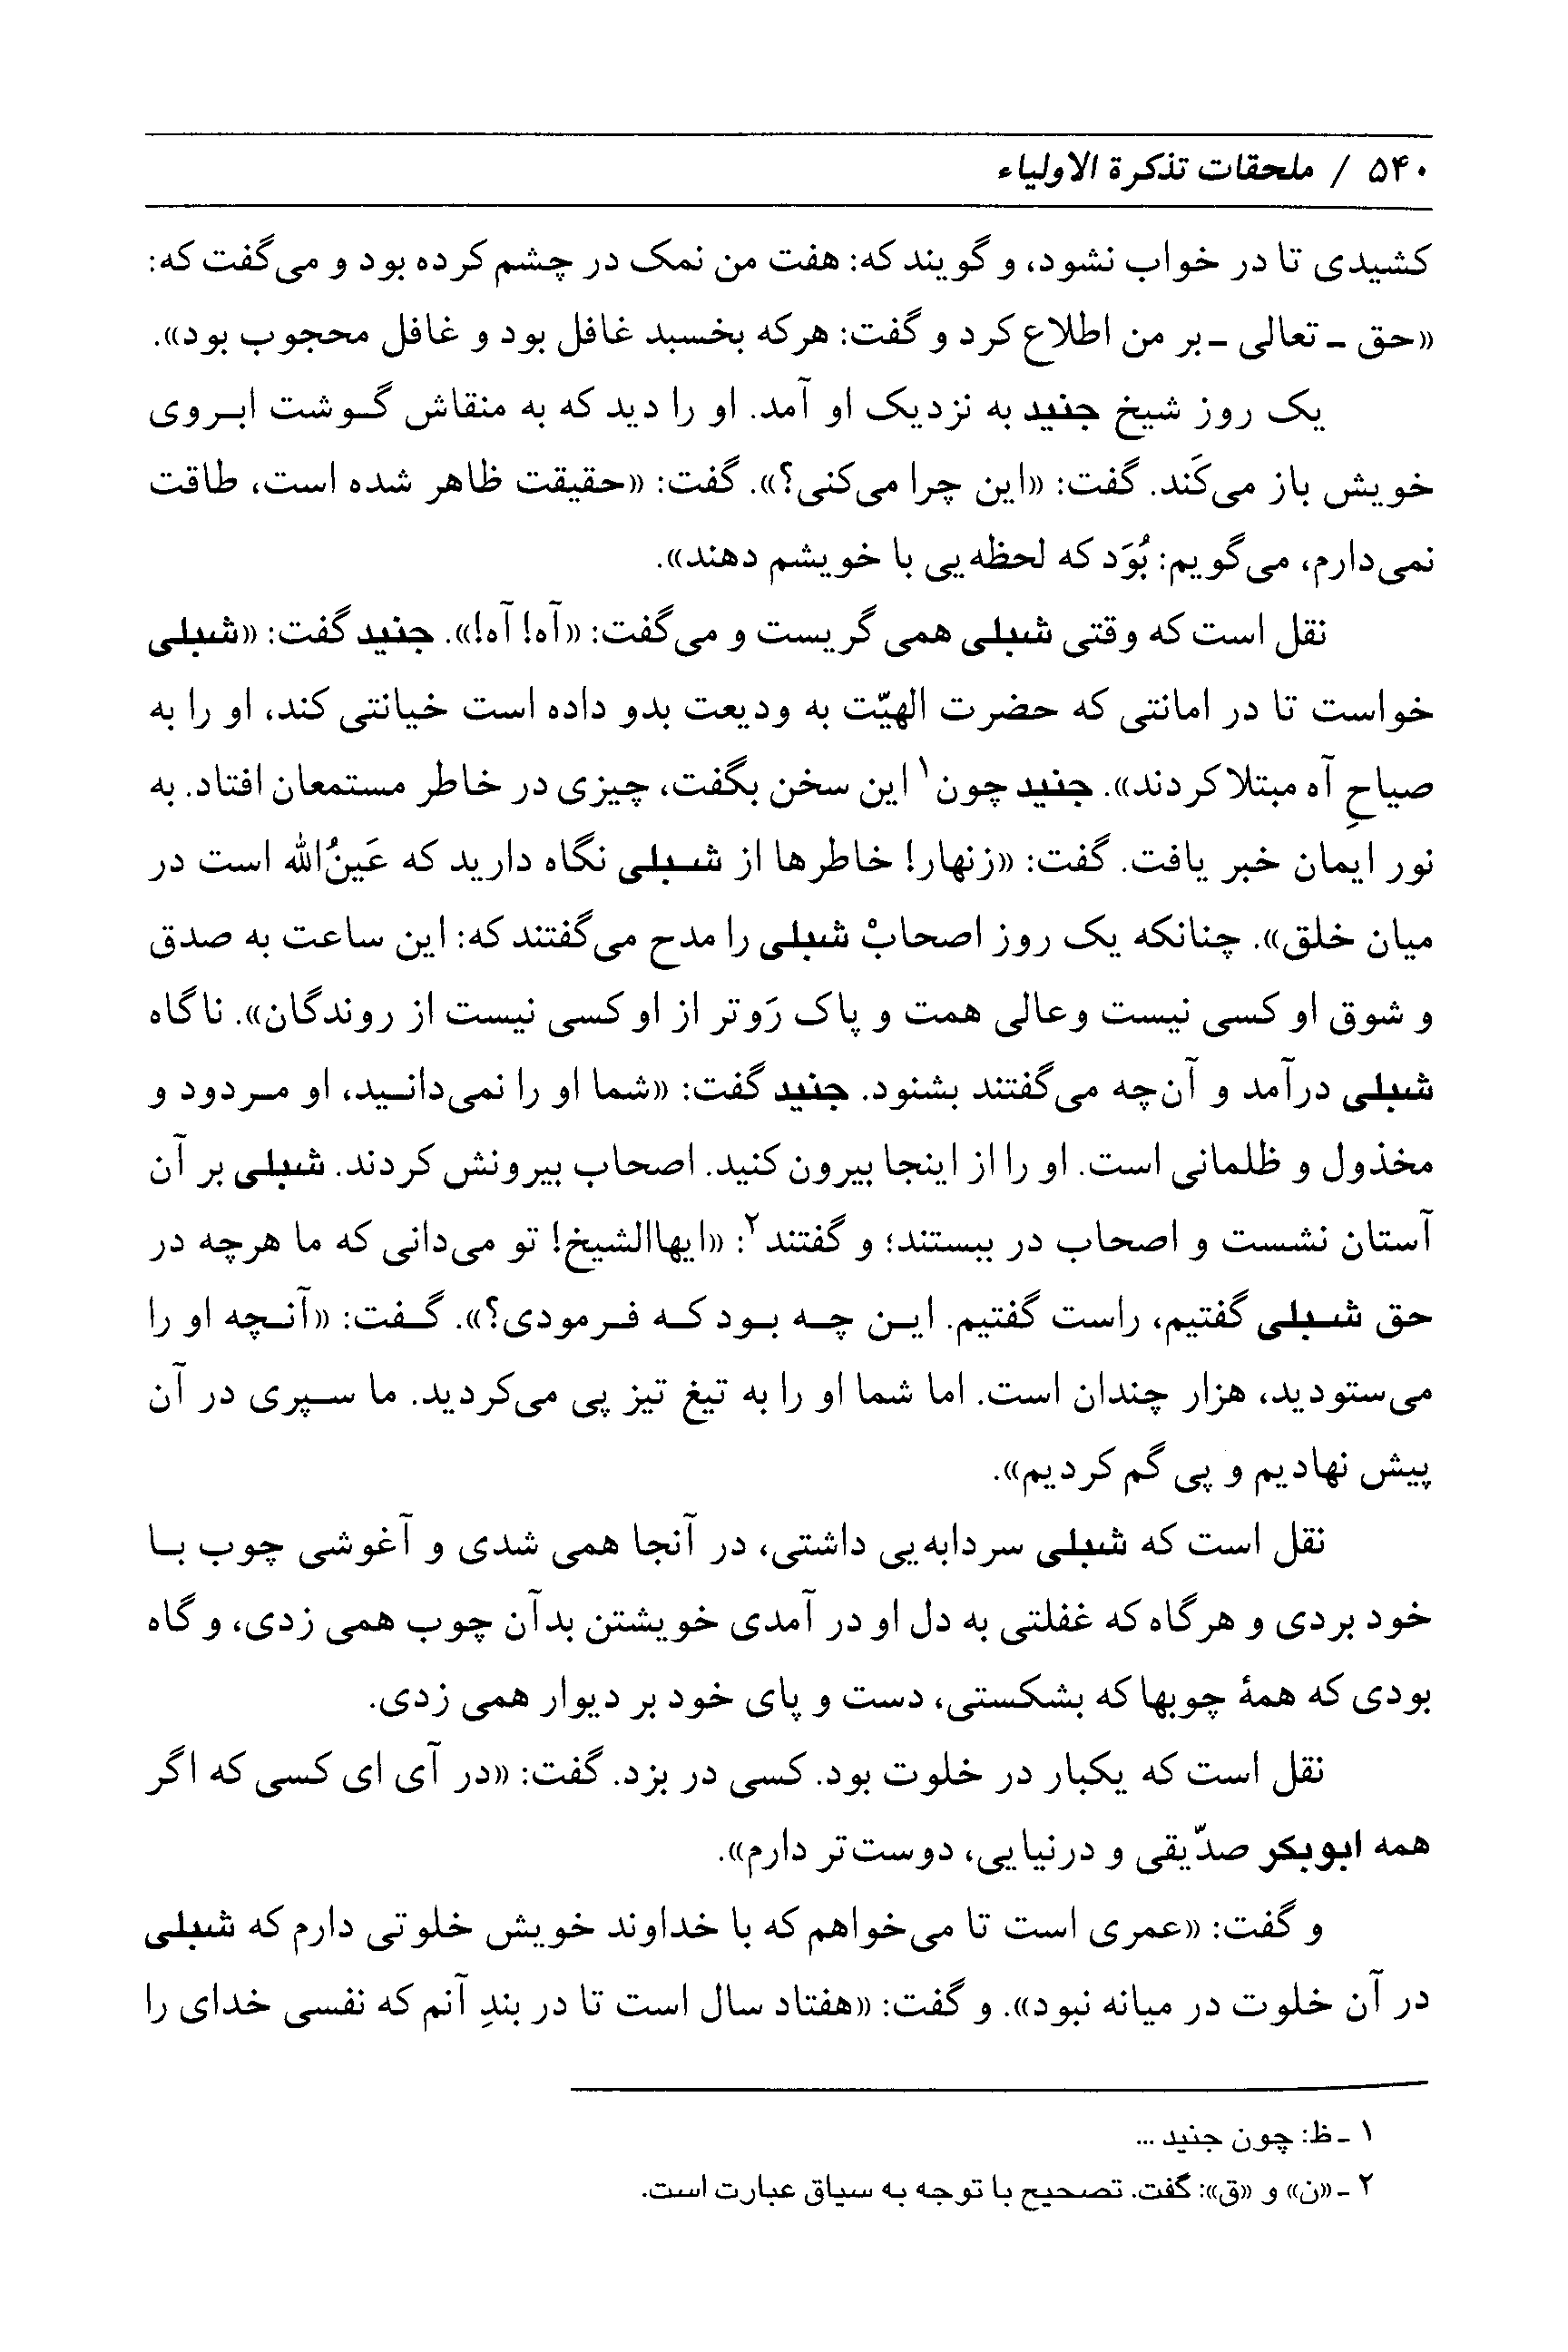 ۵۴۰ / ملحقات تذکرة الاولیاء
کشیدی تا در خواب نشود، و گویند که: هفت من نمک در چشم کرده بود و می‌گفت که:
«حق ـ تعالی ـ بر من اطلاع کرد و گفت: هرکه بخسبد غافل بود و غافل محجوب بود».
یک روز شیخ جنید به نزدیک او آمد. او را دید که به منقاش گوشت ابروی
خویش باز می‌کَند. گفت: «این چرا می‌کنی؟». گفت: «حقیقت ظاهر شده است، طاقت
نمی‌دارم، می‌گویم: بُوَد که لحظه‌یی با خویشم دهند».
نقل است که وقتی شبلی همی گریست و می‌گفت: «آه! آه!». جنید گفت: «شبلی
خواست تا در امانتی که حضرت الهیّت به ودیعت بدو داده است خیانتی کند، او را به
صیاحِ آه مبتلا کردند». جنید چون۱ این سخن بگفت، چیزی در خاطر مستمعان افتاد. به
نور ایمان خبر یافت. گفت: «زنهار! خاطرها از شبلی نگاه دارید که عَینُ‌الله است در
میان خلق». چنانکه یک روز اصحابْ شبلی را مدح می‌گفتند که: این ساعت به صدق
و شوق او کسی نیست وعالی همت و پاک رَوتر از او کسی نیست از روندگان». ناگاه
شبلی درآمد و آن‌چه می‌گفتند بشنود. جنید گفت: «شما او را نمی‌دانید، او مردود و
مخذول و ظلمانی است. او را از اینجا بیرون کنید. اصحاب بیرونش کردند. شبلی بر آن
آستان نشست و اصحاب در ببستند؛ و گفتند۲: «ایهاالشیخ! تو می‌دانی که ما هرچه در
حق شبلی گفتیم، راست گفتیم. این چه بود که فرمودی؟». گفت: «آنچه او را
می‌ستودید، هزار چندان است. اما شما او را به تیغ تیز پی می‌کردید. ما سپری در آن
پیش نهادیم و پی گم کردیم».
نقل است که شبلی سردابه‌یی داشتی، در آنجا همی شدی و آغوشی چوب با
خود بردی و هرگاه که غفلتی به دل او در آمدی خویشتن بدآن چوب همی زدی، و گاه
بودی که همهٔ چوبها که بشکستی، دست و پای خود بر دیوار همی زدی.
نقل است که یکبار در خلوت بود. کسی در بزد. گفت: «در آی ای کسی که اگر
همه ابوبکر صدّیقی و درنیایی، دوست‌تر دارم».
و گفت: «عمری است تا می‌خواهم که با خداوند خویش خلوتی دارم که شبلی
در آن خلوت در میانه نبود». و گفت: «هفتاد سال است تا در بندِ آنم که نفسی خدای را
۱ ـ ظ: چون جنید ...
۲ ـ «ن» و «ق»: گفت. تصحیح با توجه به سیاق عبارت است.